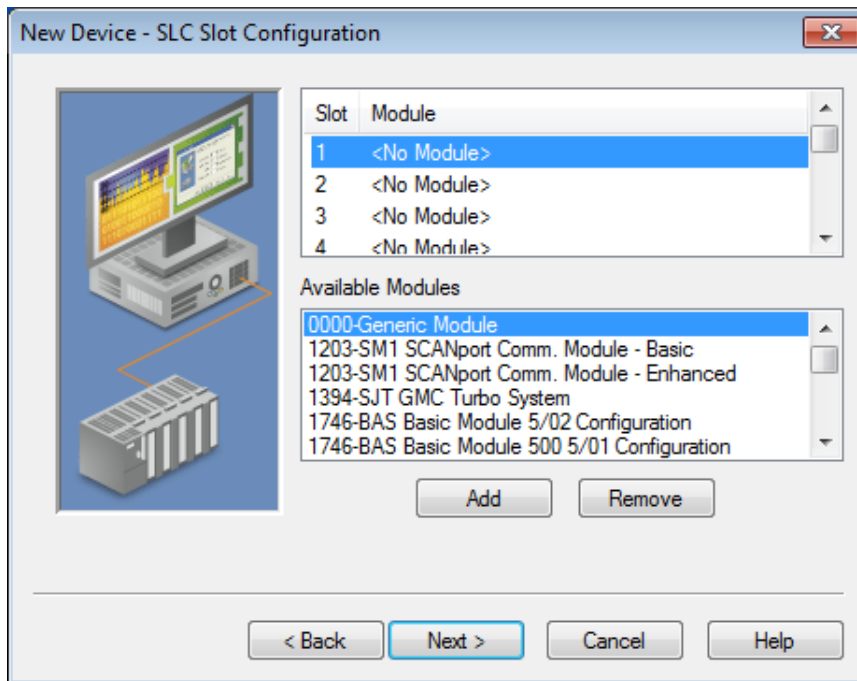 New Device - SLC Slot Configuration
Slot Module
1 <No Module>
2 <No Module>
3 <No Module>
4 <No Module>
Available Modules
0000-Generic Module
1203-SM1 SCANport Comm. Module - Basic
1203-SM1 SCANport Comm. Module - Enhanced
1394-SJT GMC Turbo System
1746-BAS Basic Module 5/02 Configuration
1746-BAS Basic Module 500 5/01 Configuration
Add Remove
< Back Next > Cancel Help